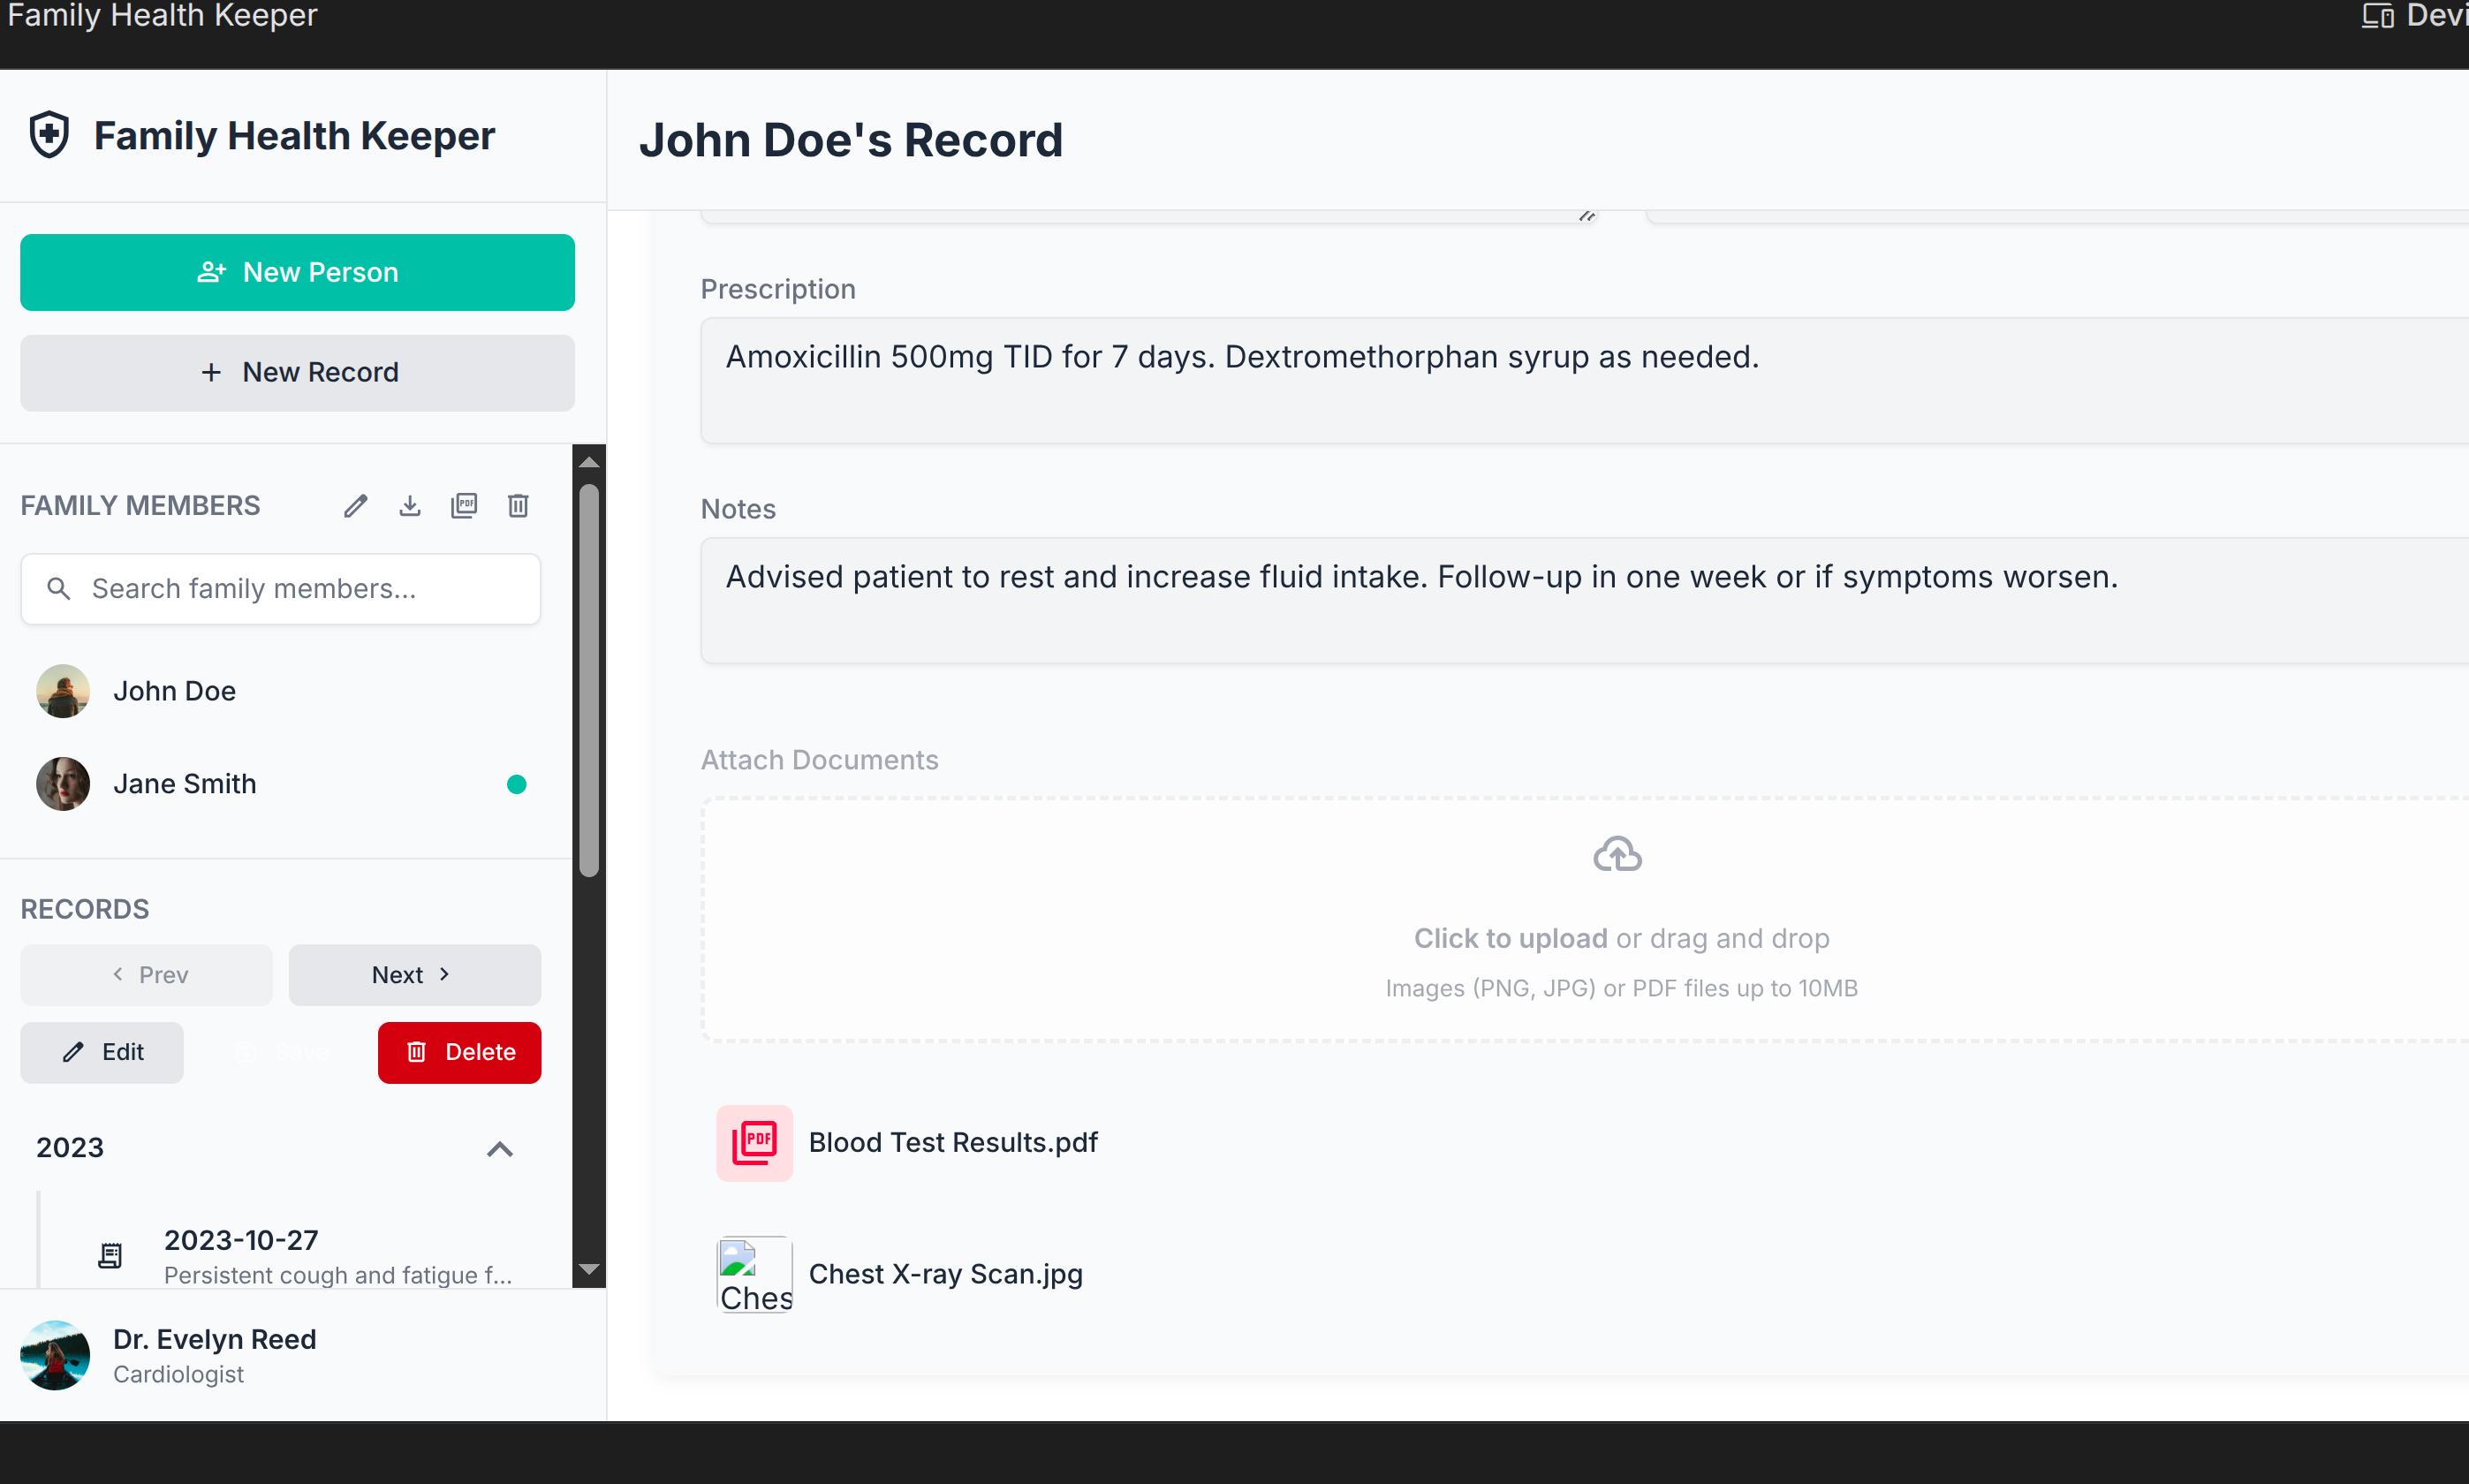 Family Health Keeper
Devi
Family Health Keeper
New Person
New Record
FAMILY MEMBERS
PDF
Search family members...
John Doe
Jane Smith
RECORDS
Prev
Next
Edit
Save
Delete
2023
2023-10-27
Persistent cough and fatigue f...
Dr. Evelyn Reed
Cardiologist
John Doe's Record
Prescription
Amoxicillin 500mg TID for 7 days. Dextromethorphan syrup as needed.
Notes
Advised patient to rest and increase fluid intake. Follow-up in one week or if symptoms worsen.
Attach Documents
Click to upload or drag and drop
Images (PNG, JPG) or PDF files up to 10MB
PDF
Blood Test Results.pdf
Ches
Chest X-ray Scan.jpg